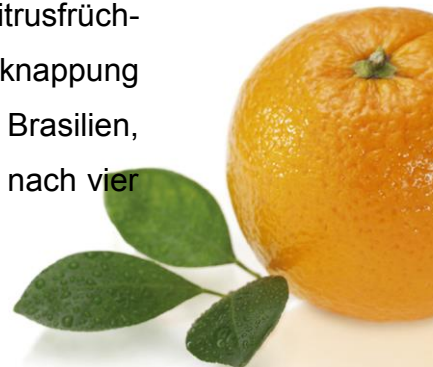 itrusfrüch-
knappung
Brasilien,
nach vier